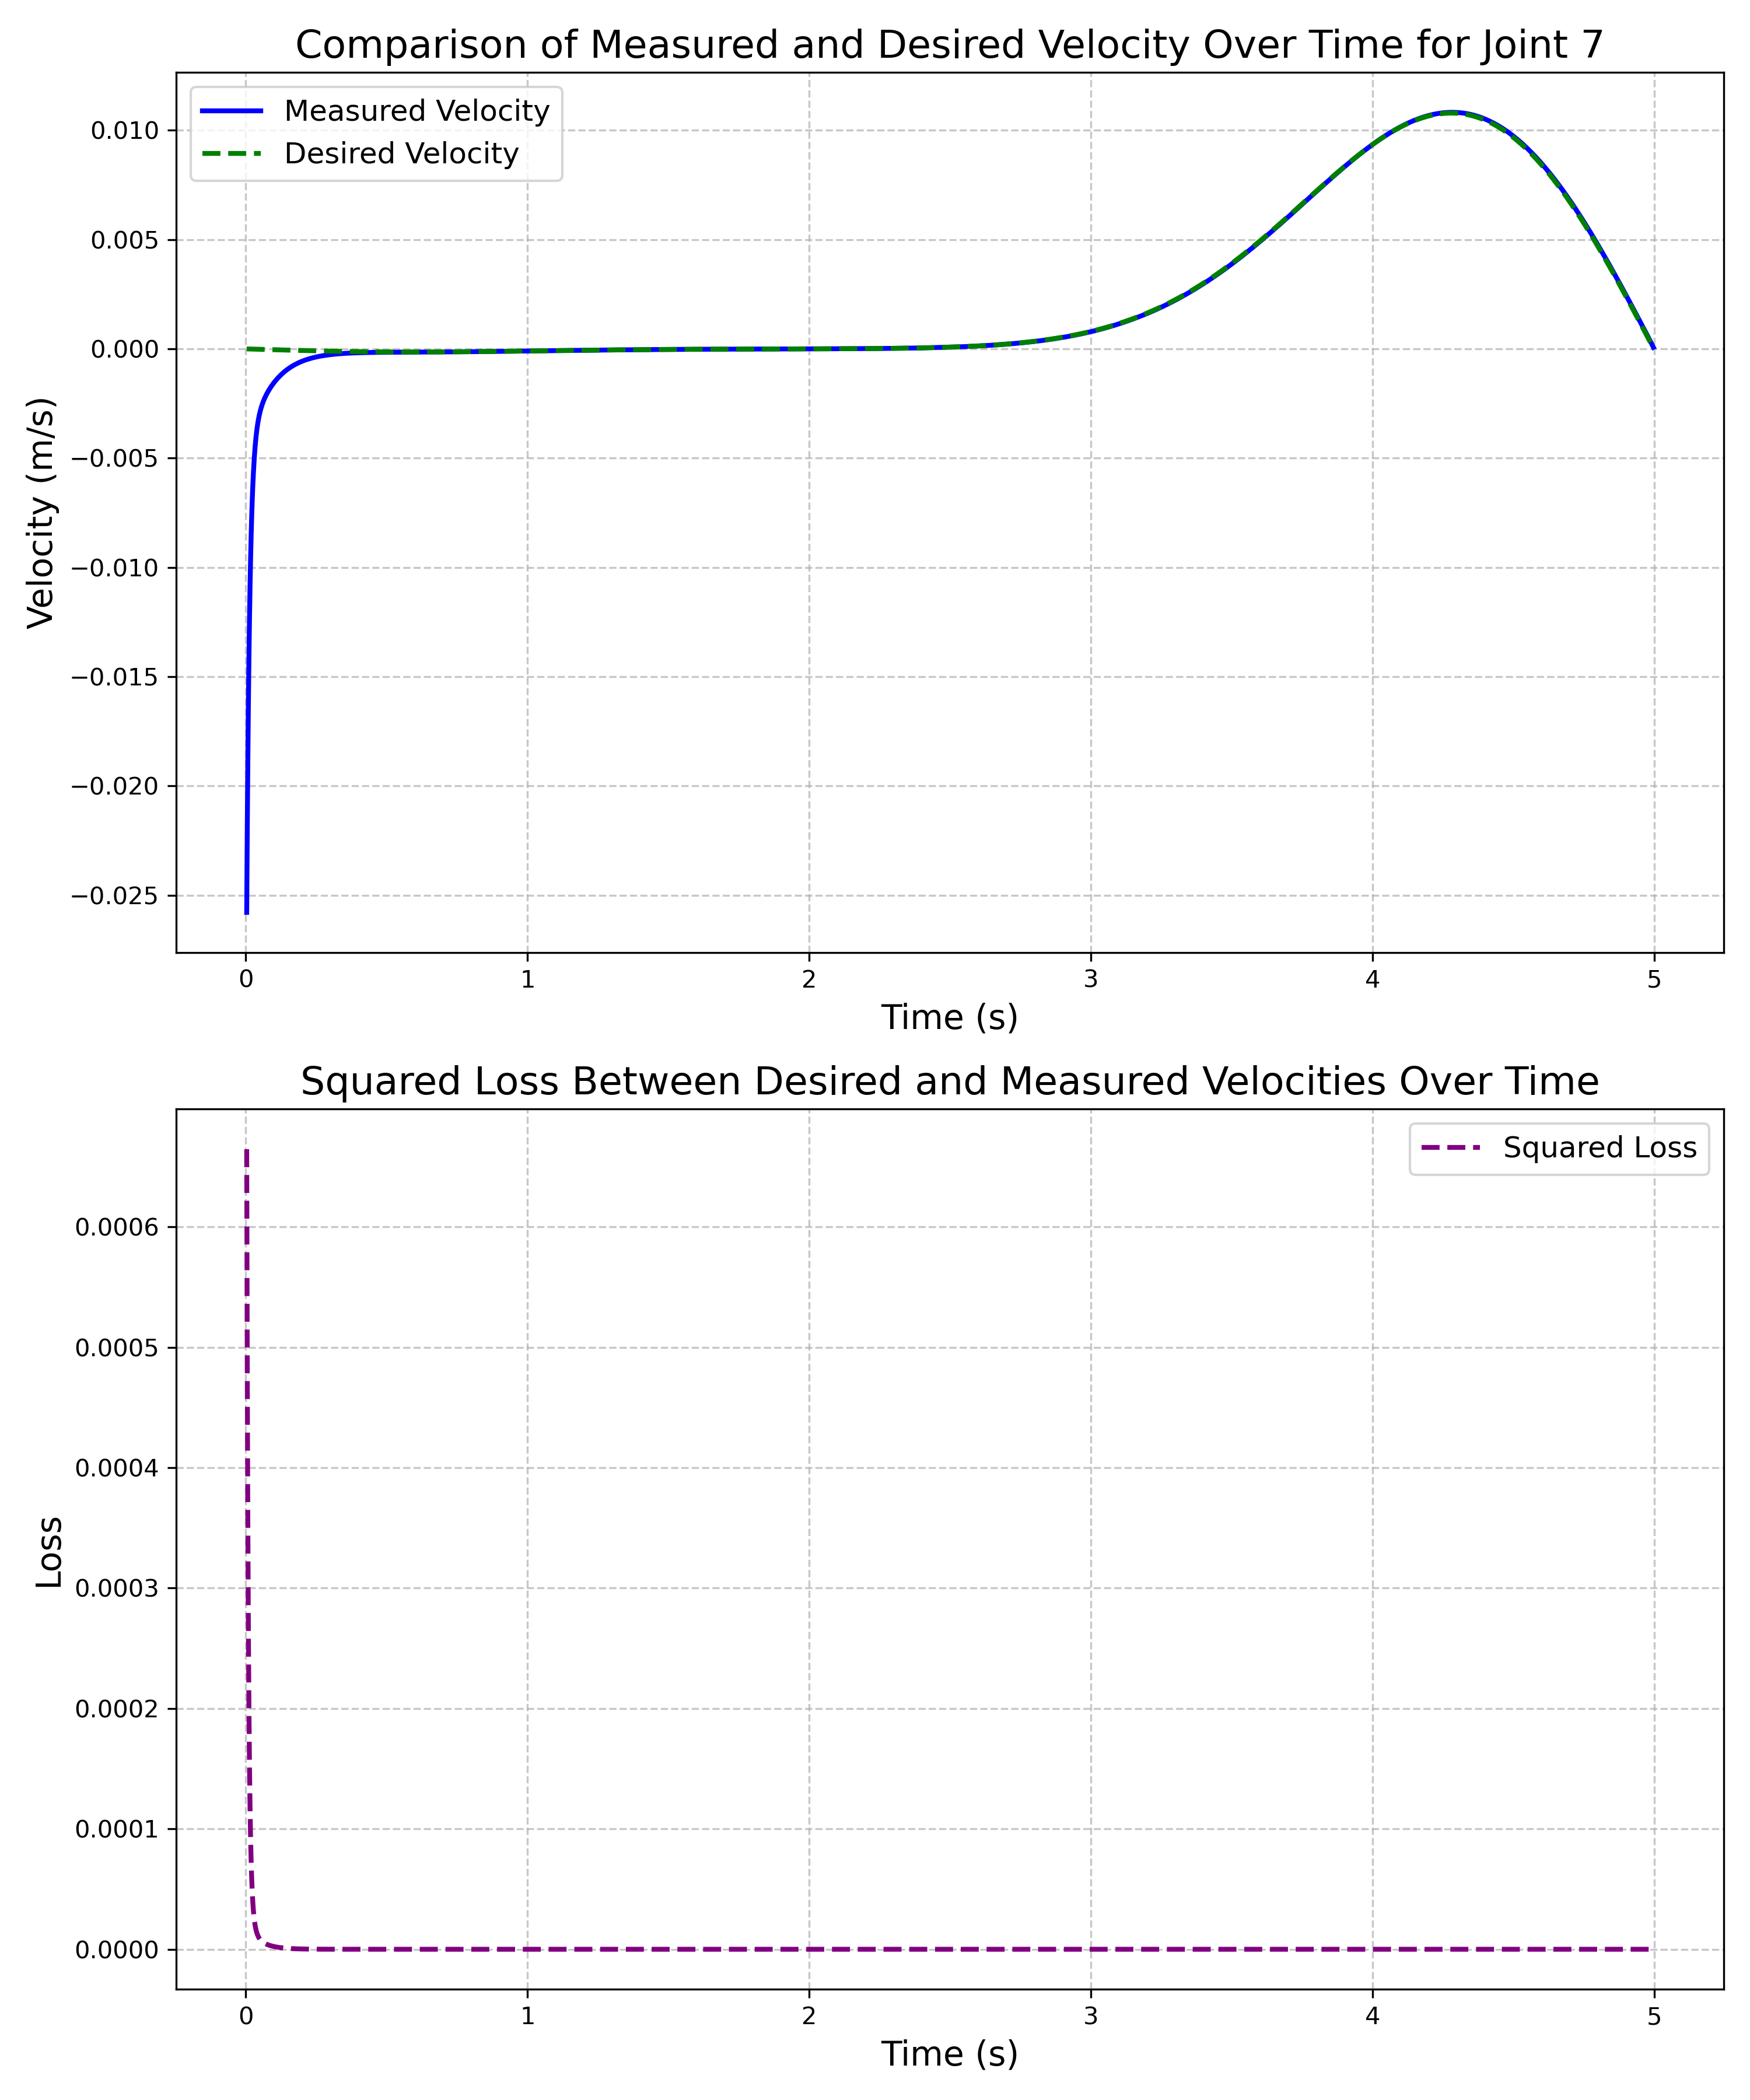 Comparison of Measured and Desired Velocity Over Time for Joint 7
Measured Velocity
Desired Velocity
Velocity (m/s)
0.010
0.005
0.000
−0.005
−0.010
−0.015
−0.020
−0.025
0 1 2 3 4 5
Time (s)
Squared Loss Between Desired and Measured Velocities Over Time
Squared Loss
Loss
0.0006
0.0005
0.0004
0.0003
0.0002
0.0001
0.0000
0 1 2 3 4 5
Time (s)